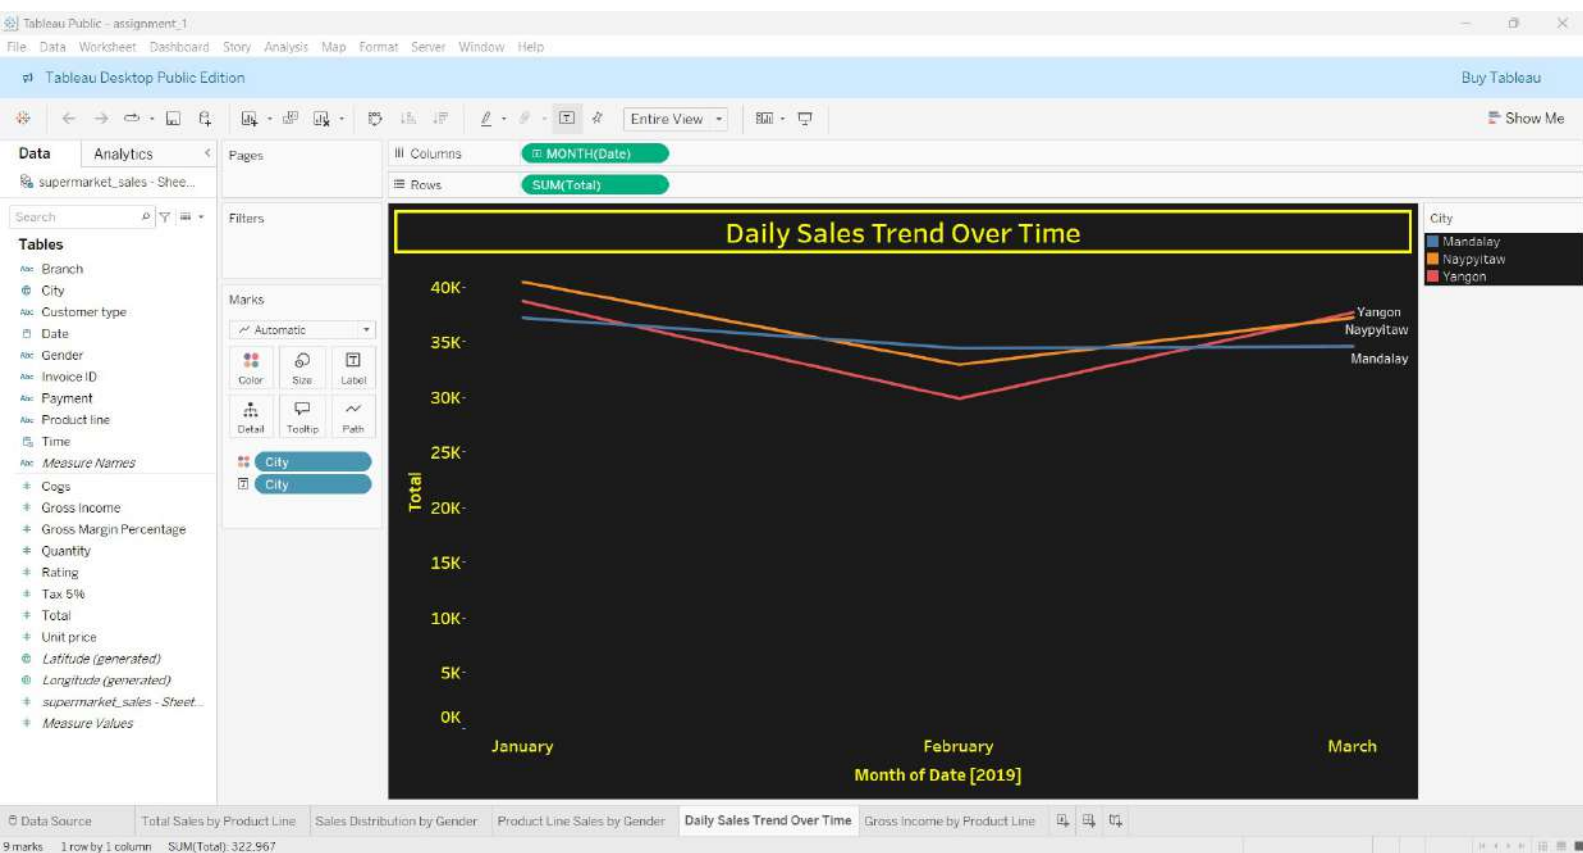 Tableau Public - assignment_1
File Data Worksheet Dashboard Story Analysis Map Format Server Window Help
Tableau Desktop Public Edition Buy Tableau
Entire View Show Me
Data Analytics
supermarket_sales - Shee...
Search
Tables
Abc Branch
City
Abc Customer type
Date
Abc Gender
Abc Invoice ID
Abc Payment
Abc Product line
Time
Abc Measure Names
Cogs
Gross Income
Gross Margin Percentage
Quantity
Rating
Tax 5%
Total
Unit price
Latitude (generated)
Longitude (generated)
supermarket_sales - Sheet...
Measure Values
Pages
Filters
Marks
Automatic
Color Size Label
Detail Tooltip Path
City
City
Columns MONTH(Date)
Rows SUM(Total)
Daily Sales Trend Over Time
40K
35K
30K
25K
20K
15K
10K
5K
0K
Total
Yangon
Naypyitaw
Mandalay
January February March
Month of Date [2019]
City
Mandalay
Naypyitaw
Yangon
Data Source Total Sales by Product Line Sales Distribution by Gender Product Line Sales by Gender Daily Sales Trend Over Time Gross Income by Product Line
9 marks 1 row by 1 column SUM(Total): 322,967